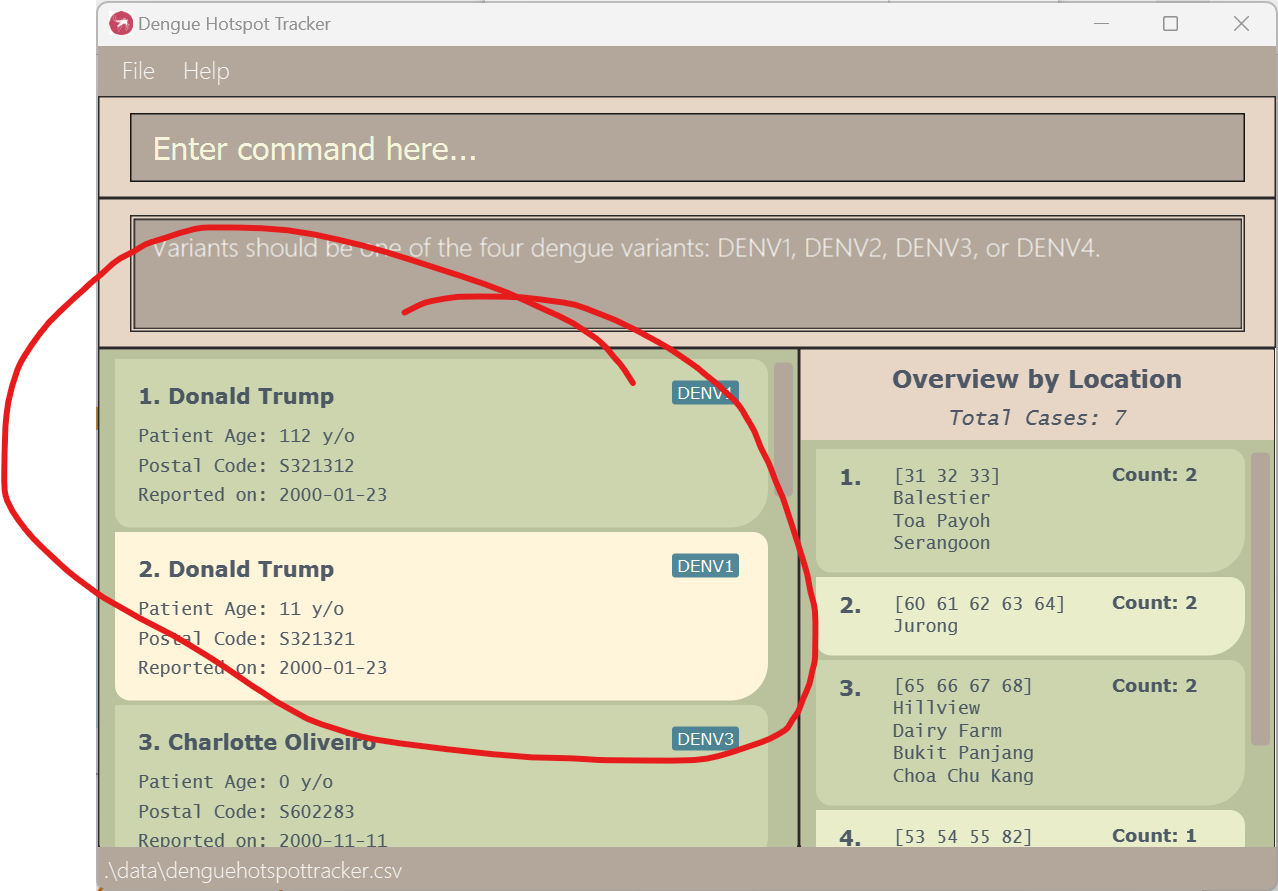 Dengue Hotspot Tracker
File Help
Enter command here...
Variants should be one of the four dengue variants: DENV1, DENV2, DENV3, or DENV4.
1. Donald Trump DENV1
Patient Age: 112 y/o
Postal Code: S321312
Reported on: 2000-01-23
2. Donald Trump DENV1
Patient Age: 11 y/o
Postal Code: S321321
Reported on: 2000-01-23
3. Charlotte Oliveiro DENV3
Patient Age: 0 y/o
Postal Code: S602283
Reported on: 2000-11-11
Overview by Location
Total Cases: 7
1. [31 32 33] Count: 2
Balestier
Toa Payoh
Serangoon
2. [60 61 62 63 64] Count: 2
Jurong
3. [65 66 67 68] Count: 2
Hillview
Dairy Farm
Bukit Panjang
Choa Chu Kang
4. [53 54 55 82] Count: 1
.\data\denguehotspottracker.csv